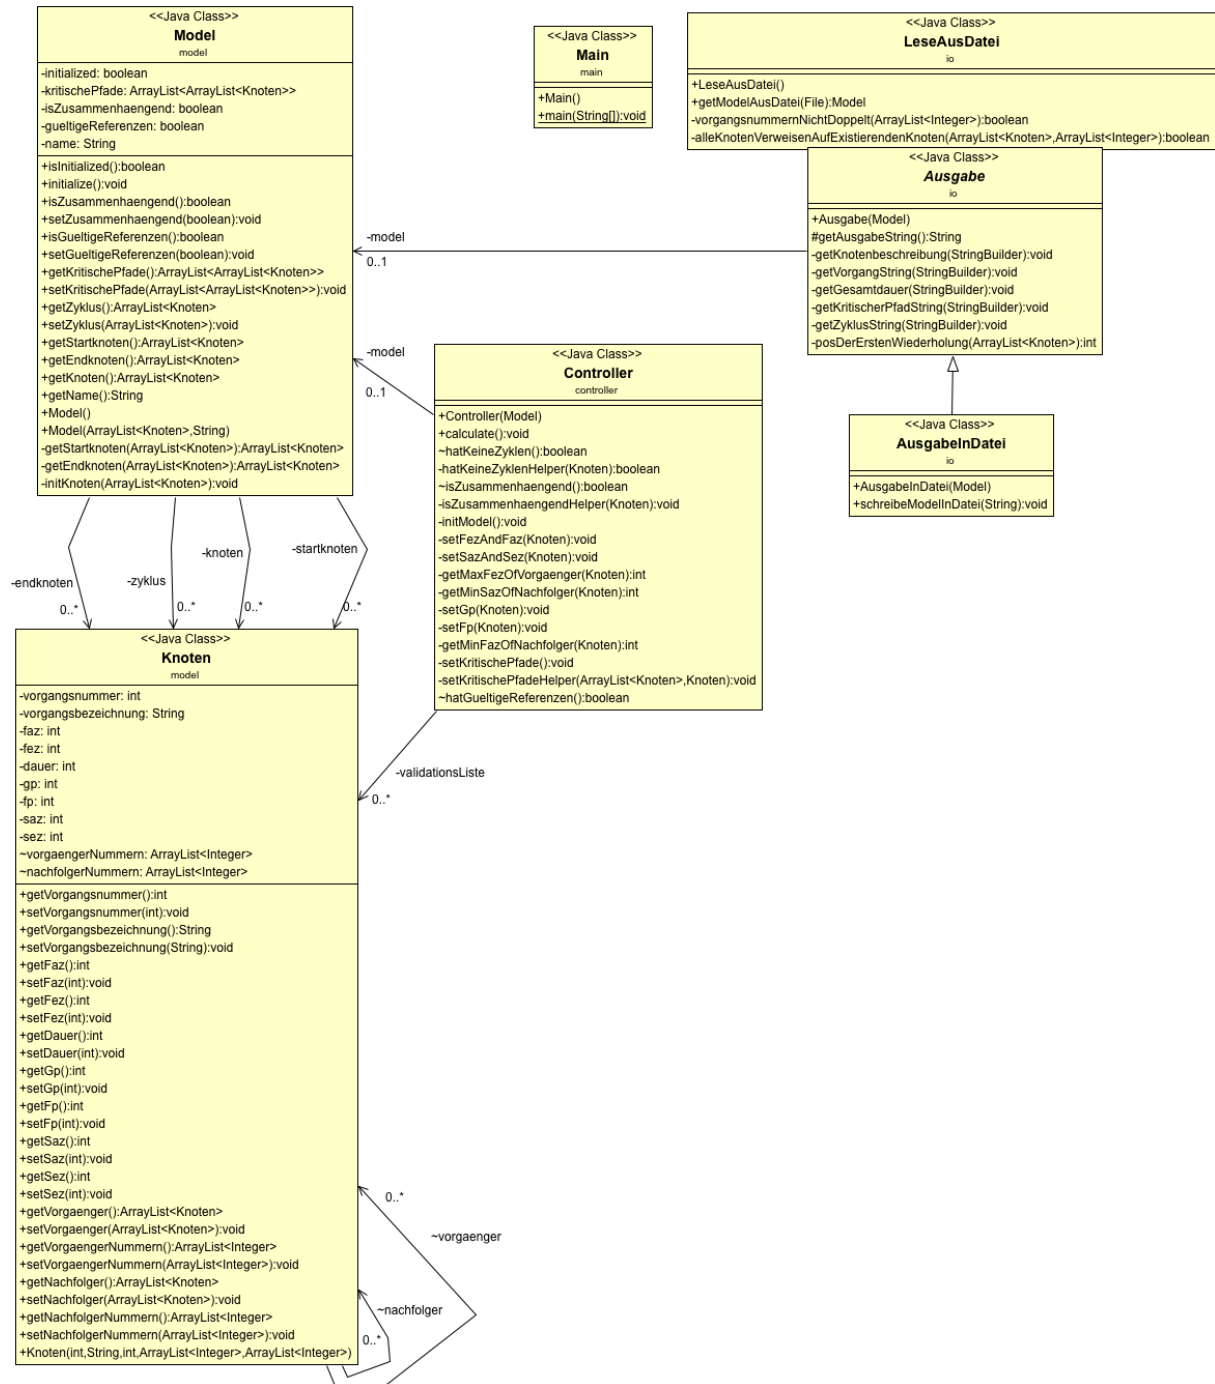 <<Java Class>>
Model
model
-initialized: boolean
-kritischePfade: ArrayList<ArrayList<Knoten>>
-isZusammenhaengend: boolean
-gueltigeReferenzen: boolean
-name: String
+isInitialized():boolean
+initialize():void
+isZusammenhaengend():boolean
+setZusammenhaengend(boolean):void
+isGueltigeReferenzen():boolean
+setGueltigeReferenzen(boolean):void
+getKritischePfade():ArrayList<ArrayList<Knoten>>
+setKritischePfade(ArrayList<ArrayList<Knoten>>):void
+getZyklus():ArrayList<Knoten>
+setZyklus(ArrayList<Knoten>):void
+getStartknoten():ArrayList<Knoten>
+getEndknoten():ArrayList<Knoten>
+getKnoten():ArrayList<Knoten>
+getName():String
+Model()
+Model(ArrayList<Knoten>,String)
-getStartknoten(ArrayList<Knoten>):ArrayList<Knoten>
-getEndknoten(ArrayList<Knoten>):ArrayList<Knoten>
-initKnoten(ArrayList<Knoten>):void
<<Java Class>>
Main
main
+Main()
+main(String[]):void
<<Java Class>>
LeseAusDatei
io
+LeseAusDatei()
+getModelAusDatei(File):Model
-vorgangsnummernNichtDoppelt(ArrayList<Integer>):boolean
-alleKnotenVerweisenAufExistierendenKnoten(ArrayList<Knoten>,ArrayList<Integer>):boolean
<<Java Class>>
Ausgabe
io
+Ausgabe(Model)
#getAusgabeString():String
-getKnotenbeschreibung(StringBuilder):void
-getVorgangString(StringBuilder):void
-getGesamtdauer(StringBuilder):void
-getKritischerPfadString(StringBuilder):void
-getZyklusString(StringBuilder):void
-posDerErstenWiederholung(ArrayList<Knoten>):int
-model
0..1
-model
0..1
<<Java Class>>
Controller
controller
+Controller(Model)
+calculate():void
~hatKeineZyklen():boolean
-hatKeineZyklenHelper(Knoten):boolean
~isZusammenhaengend():boolean
-isZusammenhaengendHelper(Knoten):void
-initModel():void
-setFezAndFaz(Knoten):void
-setSazAndSez(Knoten):void
-getMaxFezOfVorgaenger(Knoten):int
-getMinSazOfNachfolger(Knoten):int
-setGp(Knoten):void
-setFp(Knoten):void
-getMinFazOfNachfolger(Knoten):int
-setKritischePfade():void
-setKritischePfadeHelper(ArrayList<Knoten>,Knoten):void
~hatGueltigeReferenzen():boolean
<<Java Class>>
AusgabeInDatei
io
+AusgabeInDatei(Model)
+schreibeModelInDatei(String):void
-endknoten
0..*
-zyklus
0..*
-knoten
0..*
-startknoten
0..*
-validationsListe
0..*
<<Java Class>>
Knoten
model
-vorgangsnummer: int
-vorgangsbezeichnung: String
-faz: int
-fez: int
-dauer: int
-gp: int
-fp: int
-saz: int
-sez: int
~vorgaengerNummern: ArrayList<Integer>
~nachfolgerNummern: ArrayList<Integer>
+getVorgangsnummer():int
+setVorgangsnummer(int):void
+getVorgangsbezeichnung():String
+setVorgangsbezeichnung(String):void
+getFaz():int
+setFaz(int):void
+getFez():int
+setFez(int):void
+getDauer():int
+setDauer(int):void
+getGp():int
+setGp(int):void
+getFp():int
+setFp(int):void
+getSaz():int
+setSaz(int):void
+getSez():int
+setSez(int):void
+getVorgaenger():ArrayList<Knoten>
+setVorgaenger(ArrayList<Knoten>):void
+getVorgaengerNummern():ArrayList<Integer>
+setVorgaengerNummern(ArrayList<Integer>):void
+getNachfolger():ArrayList<Knoten>
+setNachfolger(ArrayList<Knoten>):void
+getNachfolgerNummern():ArrayList<Integer>
+setNachfolgerNummern(ArrayList<Integer>):void
+Knoten(int,String,int,ArrayList<Integer>,ArrayList<Integer>)
0..*
~vorgaenger
~nachfolger
0..*